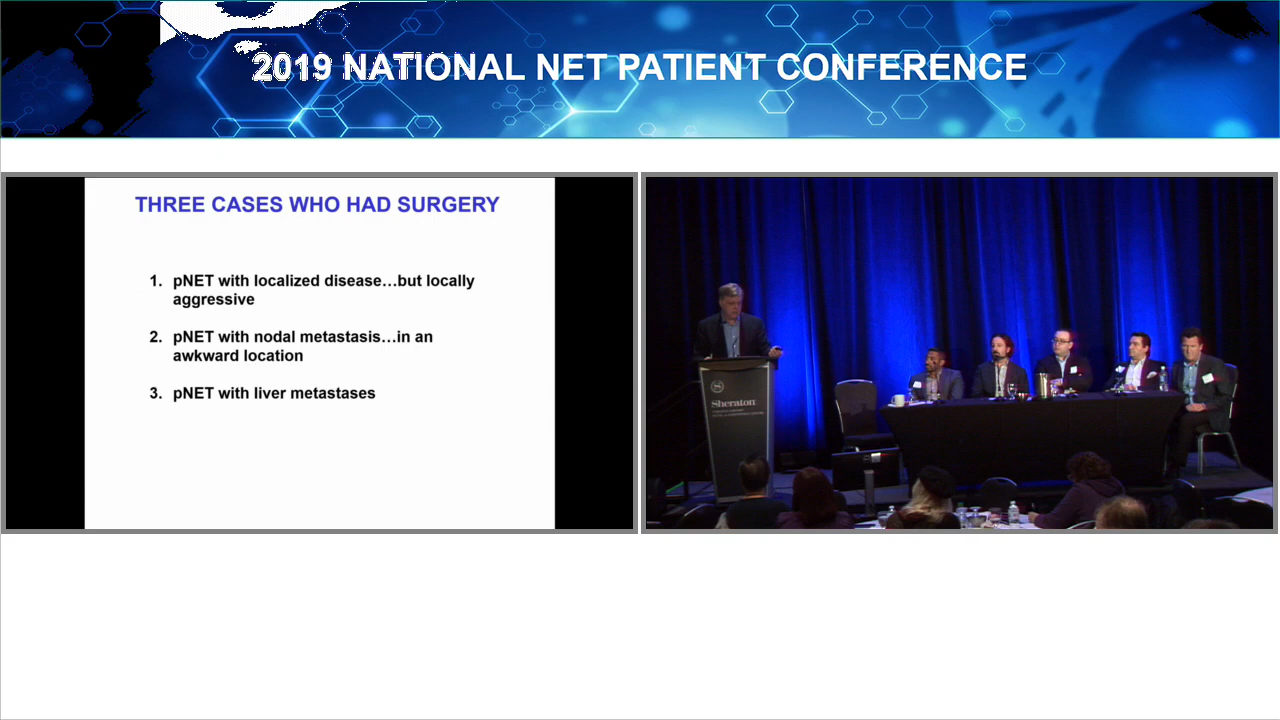 2019 NATIONAL NET PATIENT CONFERENCE
THREE CASES WHO HAD SURGERY
1. pNET with localized disease…but locally
aggressive
2. pNET with nodal metastasis…in an
awkward location
3. pNET with liver metastases
Sheraton